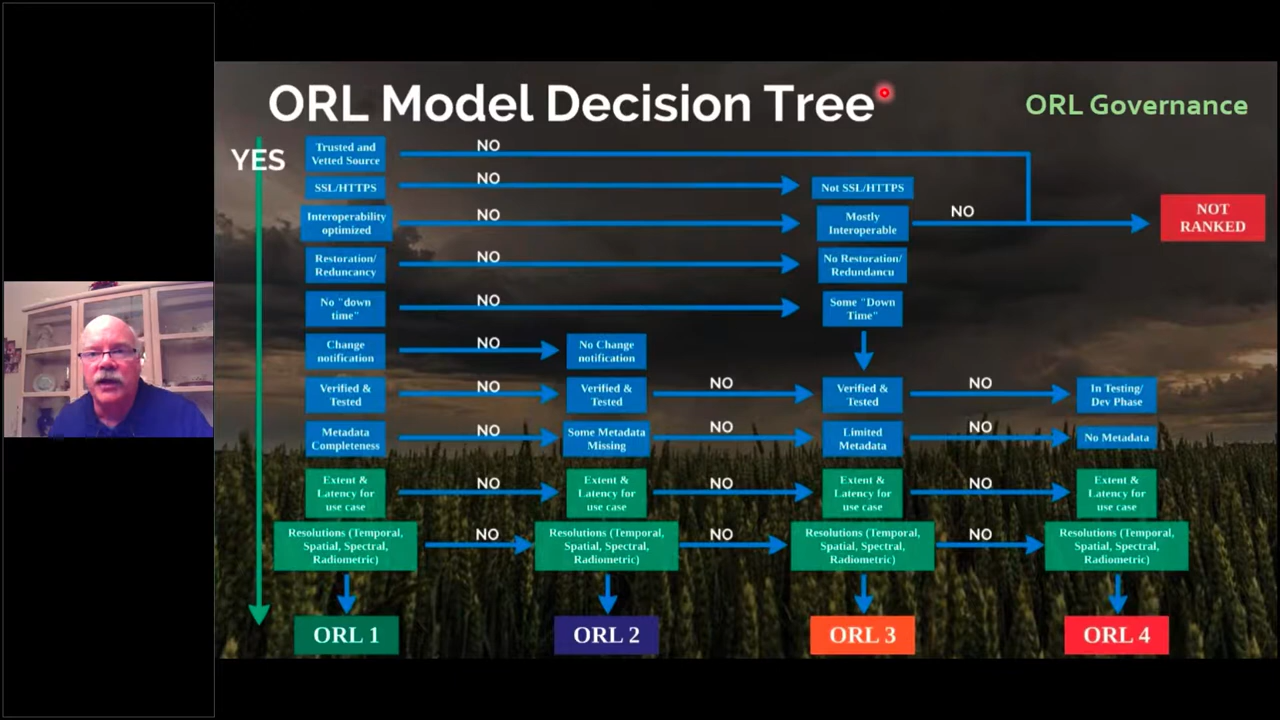 ORL Model Decision Tree
ORL Governance
YES
Trusted and
Vetted Source
NO
SSL/HTTPS
NO
Not SSL/HTTPS
Interoperability
optimized
NO
Mostly
Interoperable
NO
NOT
RANKED
Restoration/
Reduncancy
NO
No Restoration/
Redundancu
No "down
time"
NO
Some "Down
Time"
Change
notification
NO
No Change
notification
Verified &
Tested
NO
Verified &
Tested
NO
Verified &
Tested
NO
In Testing/
Dev Phase
Metadata
Completeness
NO
Some Metadata
Missing
NO
Limited
Metadata
NO
No Metadata
Extent &
Latency for
use case
NO
Extent &
Latency for
use case
NO
Extent &
Latency for
use case
NO
Extent &
Latency for
use case
Resolutions (Temporal,
Spatial, Spectral,
Radiometric)
NO
Resolutions (Temporal,
Spatial, Spectral,
Radiometric)
NO
Resolutions (Temporal,
Spatial, Spectral,
Radiometric)
NO
Resolutions (Temporal,
Spatial, Spectral,
Radiometric)
ORL 1
ORL 2
ORL 3
ORL 4